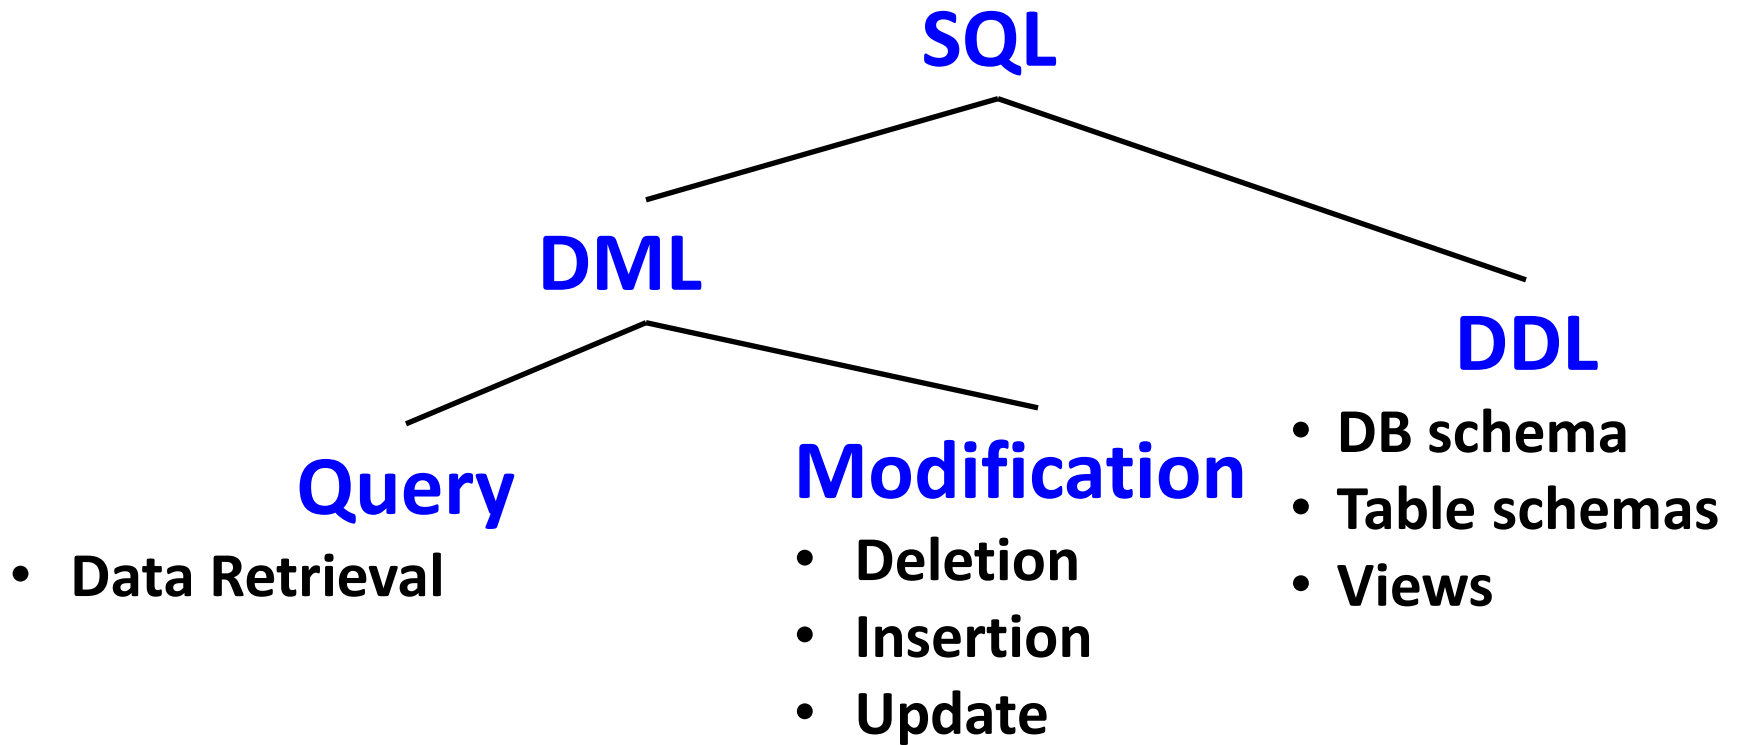 SQL
DML
DDL
Query
• Data Retrieval
Modification
• Deletion
• Insertion
• Update
• DB schema
• Table schemas
• Views